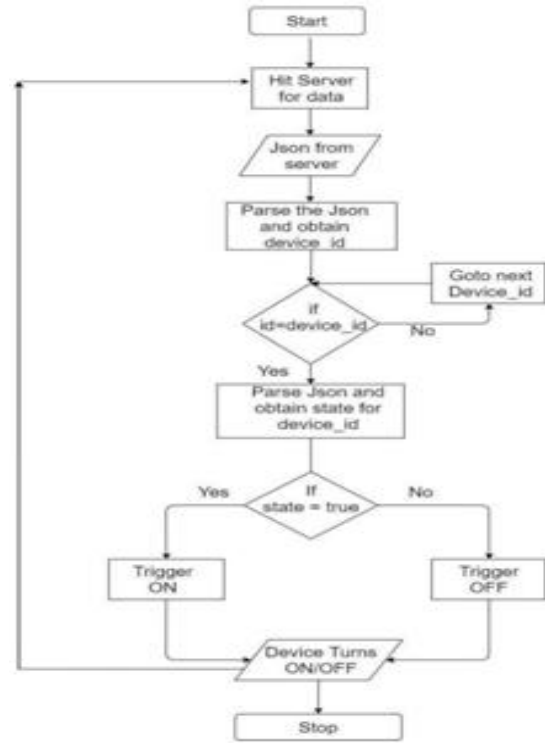 Start
Hit Server
for data
Json from
server
Parse the Json
and obtain
device_id
Goto next
Device_id
if
id=device_id
No
Yes
Parse Json and
obtain state for
device_id
If
state = true
Yes
No
Trigger
ON
Trigger
OFF
Device Turns
ON/OFF
Stop